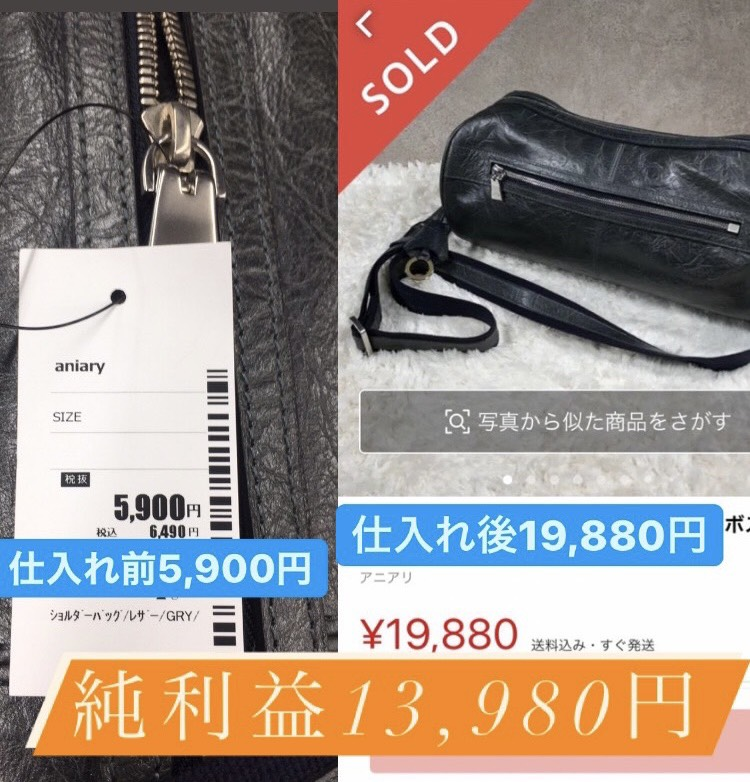 aniary
SIZE
税抜
5,900円
税込 6,490円
仕入れ前5,900円
ｼｮﾙﾀﾞｰﾊﾞｯｸﾞ/ﾚｻﾞｰ/GRY/
SOLD
写真から似た商品をさがす
仕入れ後19,880円
アニアリ
¥19,880 送料込み・すぐ発送
純利益13,980円